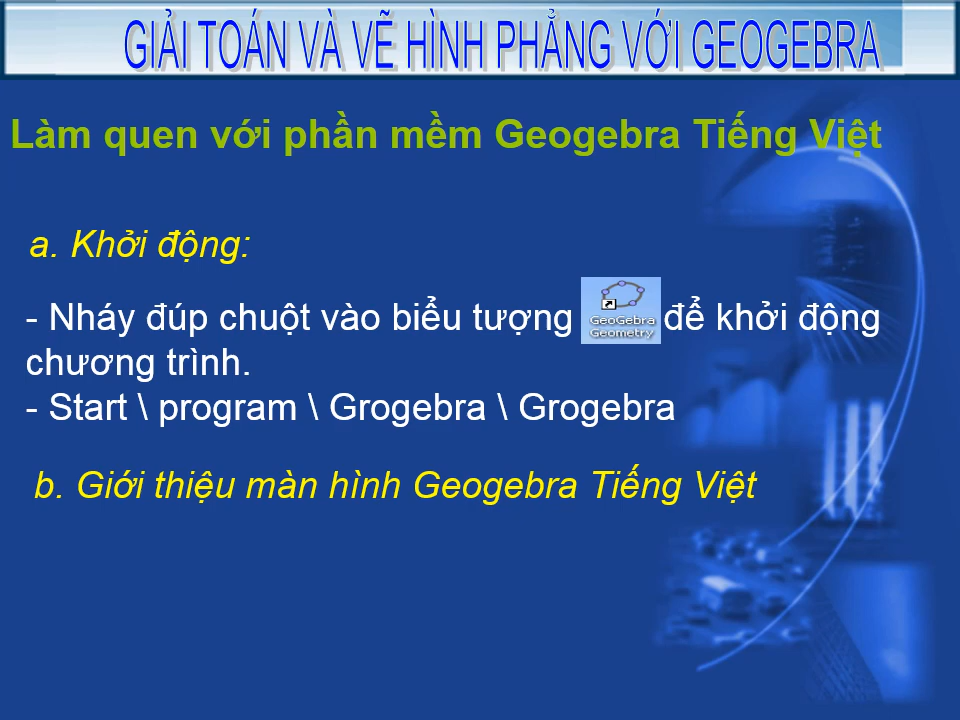 GIẢI TOÁN VÀ VẼ HÌNH PHẲNG VỚI GEOGEBRA
Làm quen với phần mềm Geogebra Tiếng Việt
a. Khởi động:
- Nháy đúp chuột vào biểu tượng GeoGebra Geometry để khởi động
chương trình.
- Start \ program \ Grogebra \ Grogebra
b. Giới thiệu màn hình Geogebra Tiếng Việt